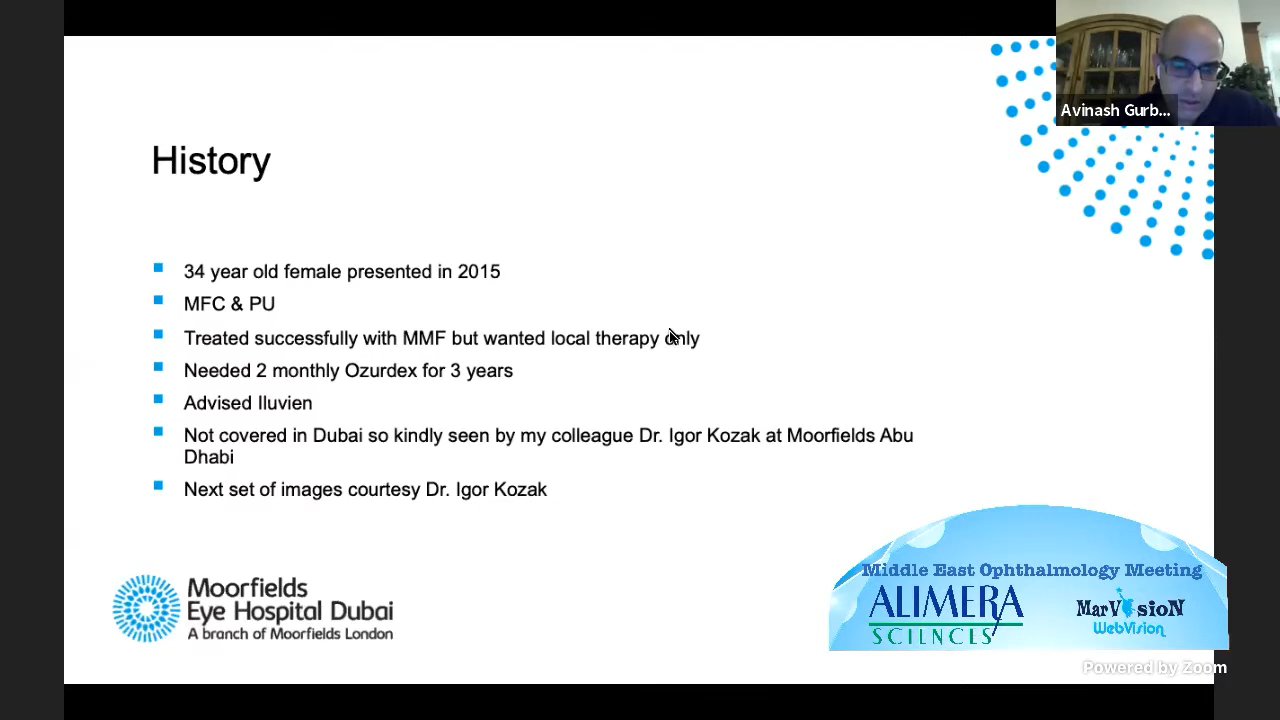 Avinash Gurb...
History
34 year old female presented in 2015
MFC & PU
Treated successfully with MMF but wanted local therapy only
Needed 2 monthly Ozurdex for 3 years
Advised Iluvien
Not covered in Dubai so kindly seen by my colleague Dr. Igor Kozak at Moorfields Abu
Dhabi
Next set of images courtesy Dr. Igor Kozak
Moorfields
Eye Hospital Dubai
A branch of Moorfields London
Middle East Ophthalmology Meeting
ALIMERA
SCIENCES
MarVision
WebVision
Powered by Zoom